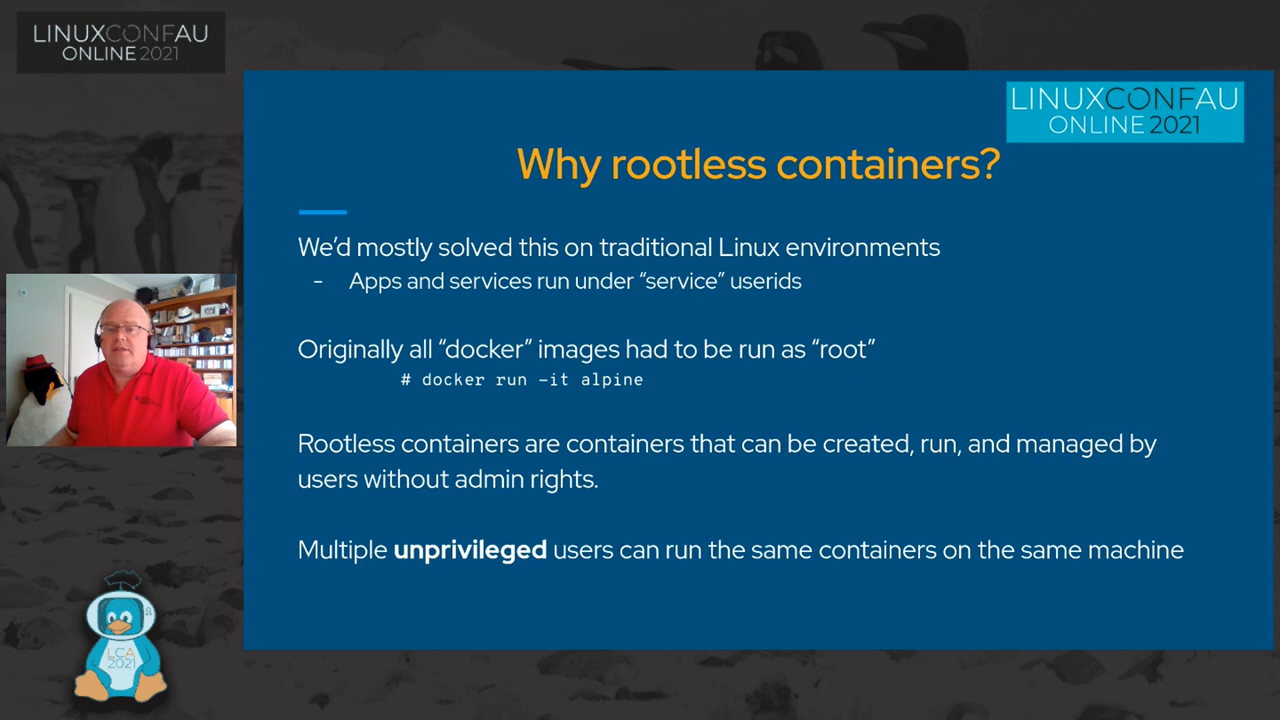 LINUXCONFAU
ONLINE 2021
LINUXCONFAU
ONLINE 2021
Why rootless containers?
We’d mostly solved this on traditional Linux environments
- Apps and services run under “service” userids
Originally all “docker” images had to be run as “root”
# docker run -it alpine
Rootless containers are containers that can be created, run, and managed by
users without admin rights.
Multiple unprivileged users can run the same containers on the same machine
LCA
2021